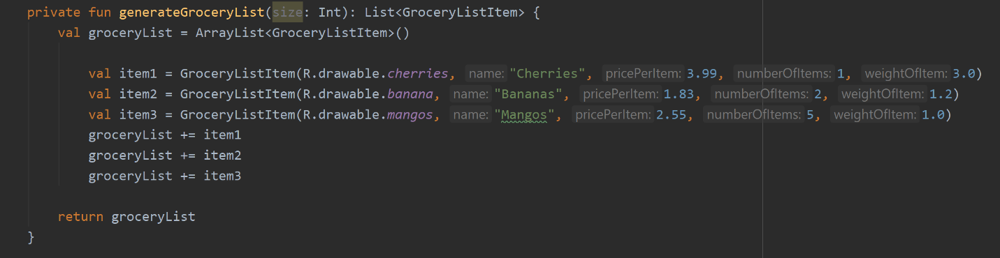 private fun generateGroceryList(size: Int): List<GroceryListItem> {
    val groceryList = ArrayList<GroceryListItem>()
        val item1 = GroceryListItem(R.drawable.cherries, name: "Cherries", pricePerItem: 3.99, numberOfItems: 1, weightOfItem: 3.0)
        val item2 = GroceryListItem(R.drawable.banana, name: "Bananas", pricePerItem: 1.83, numberOfItems: 2, weightOfItem: 1.2)
        val item3 = GroceryListItem(R.drawable.mangos, name: "Mangos", pricePerItem: 2.55, numberOfItems: 5, weightOfItem: 1.0)
        groceryList += item1
        groceryList += item2
        groceryList += item3
    return groceryList
}